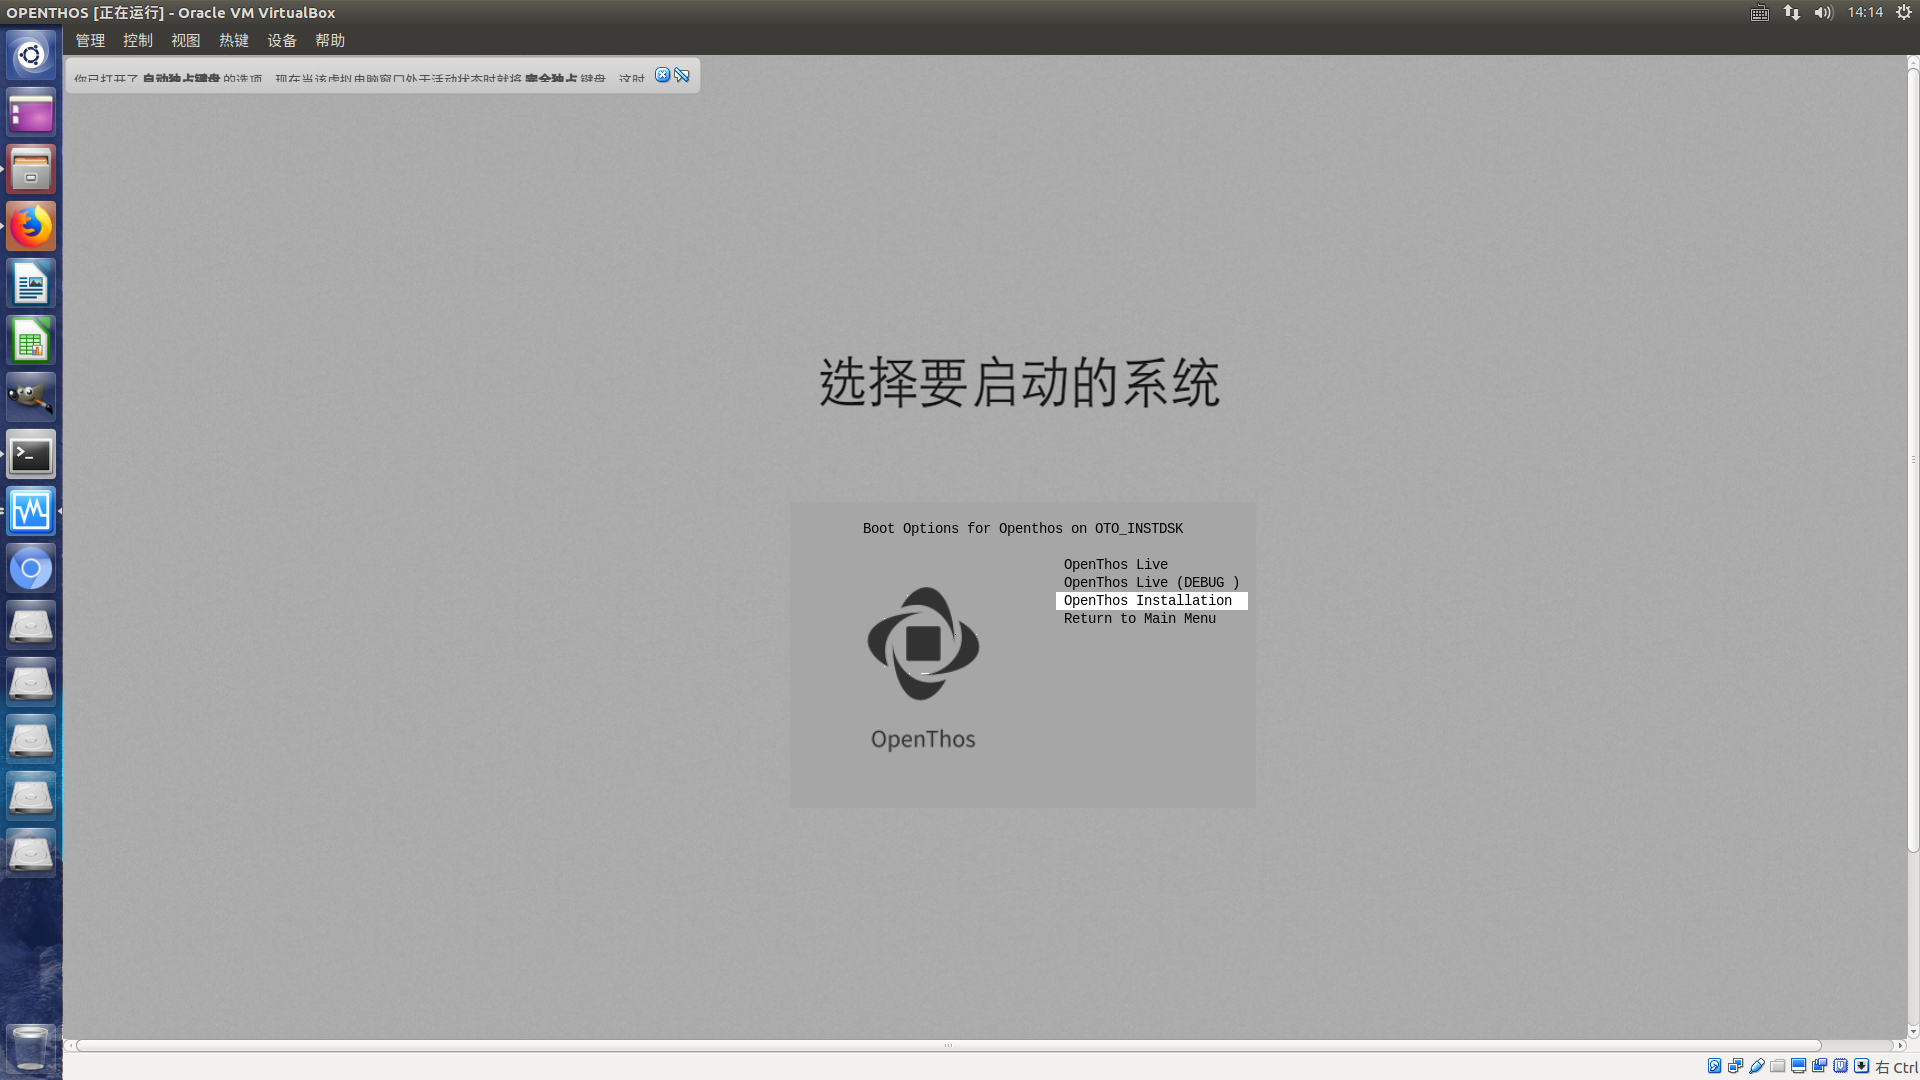 OPENTHOS [正在运行] - Oracle VM VirtualBox
14:14
管理 控制 视图 热键 设备 帮助
你已打开了 自动独占键盘 的选项。现在当该虚拟电脑窗口处于活动状态时就将 完全独占 键盘。这时
选择要启动的系统
Boot Options for Openthos on OTO_INSTDSK
OpenThos Live
OpenThos Live (DEBUG )
OpenThos Installation
Return to Main Menu
OpenThos
右 Ctrl